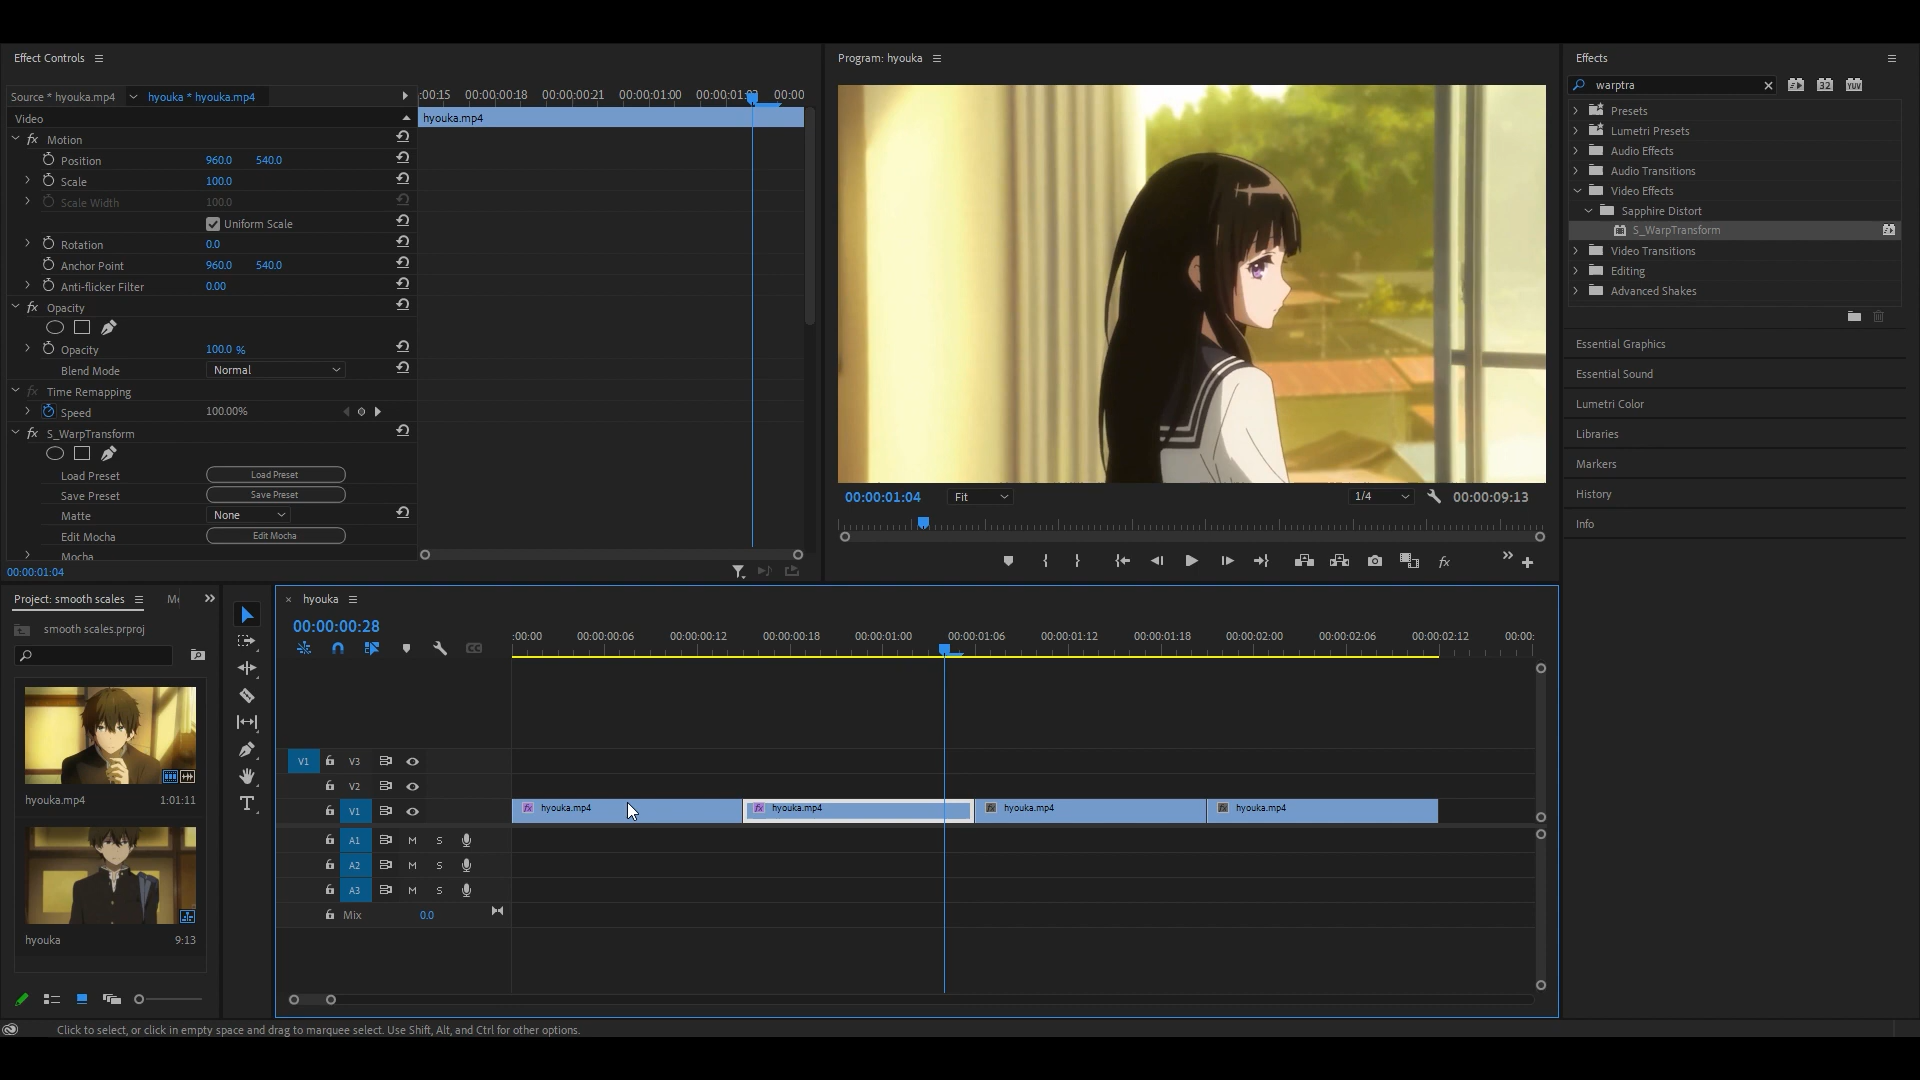 Effect Controls
Source * hyouka.mp4
hyouka * hyouka.mp4
:00:15 00:00:00:18 00:00:00:21 00:00:01:00 00:00
Video
hyouka.mp4
Motion
Position 960.0 540.0
Scale 100.0
Scale Width 100.0
Uniform Scale
Rotation 0.0
Anchor Point 960.0 540.0
Anti-flicker Filter 0.00
fx Opacity
Opacity 100.0 %
Blend Mode Normal
Time Remapping
Speed 100.00%
fx S_WarpTransform
Load Preset Load Preset
Save Preset Save Preset
Matte None
Edit Mocha Edit Mocha
Mocha
00:00:01:04
Program: hyouka
00:00:01:04 Fit 1/4 00:00:09:13
Effects
warptra
32 YUV
Presets
Lumetri Presets
Audio Effects
Audio Transitions
Video Effects
Sapphire Distort
S_WarpTransform
Video Transitions
Editing
Advanced Shakes
Essential Graphics
Essential Sound
Lumetri Color
Libraries
Markers
History
Info
Project: smooth scales
smooth scales.prproj
hyouka.mp4 1:01:11
hyouka 9:13
× hyouka
00:00:00:28
:00:00 00:00:00:06 00:00:00:12 00:00:00:18 00:00:01:00 00:00:01:06 00:00:01:12 00:00:01:18 00:00:02:00 00:00:02:06 00:00:02:12 00:00:
V1 V3
V2
V1 fx hyouka.mp4 fx hyouka.mp4 fx hyouka.mp4 fx hyouka.mp4
A1 M S
A2 M S
A3 M S
Mix 0.0
Click to select, or click in empty space and drag to marquee select. Use Shift, Alt, and Ctrl for other options.